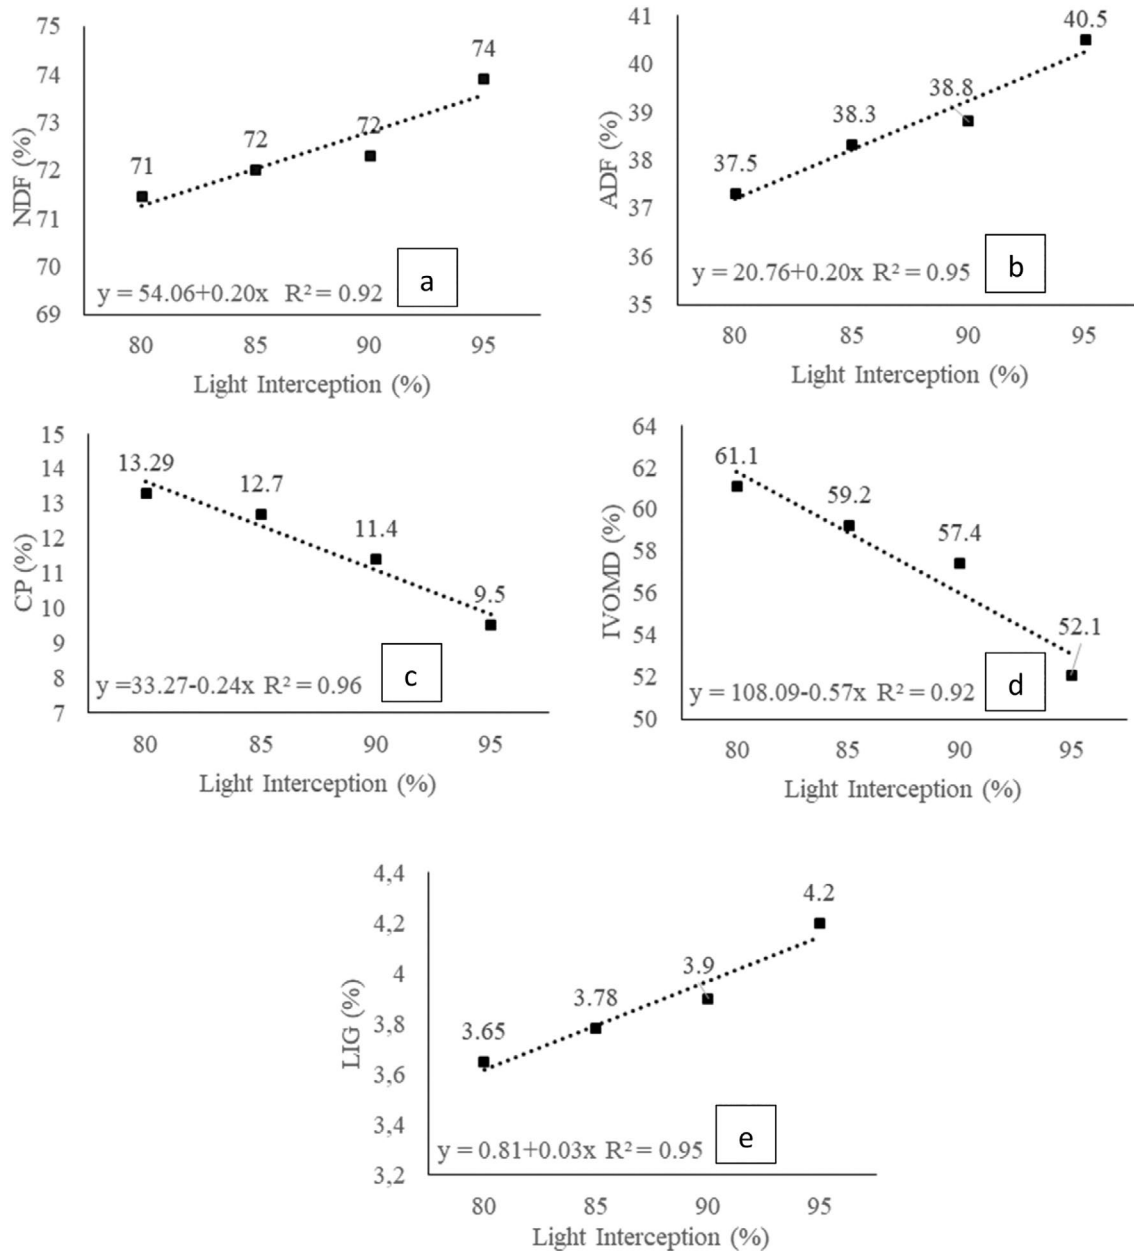 75
74
73
72
71
70
69
NDF (%)
71
72
72
74
y = 54.06+0.20x R² = 0.92
a
80 85 90 95
Light Interception (%)
41
40
39
38
37
36
35
ADF (%)
37.5
38.3
38.8
40.5
y = 20.76+0.20x R² = 0.95
b
80 85 90 95
Light Interception (%)
15
14
13
12
11
10
9
8
7
CP (%)
13.29
12.7
11.4
9.5
y =33.27-0.24x R² = 0.96
c
80 85 90 95
Light Interception (%)
64
62
60
58
56
54
52
50
IVOMD (%)
61.1
59.2
57.4
52.1
y = 108.09-0.57x R² = 0.92
d
80 85 90 95
Light Interception (%)
4,4
4,2
4
3,8
3,6
3,4
3,2
LIG (%)
3.65
3.78
3.9
4.2
y = 0.81+0.03x R² = 0.95
e
80 85 90 95
Light Interception (%)